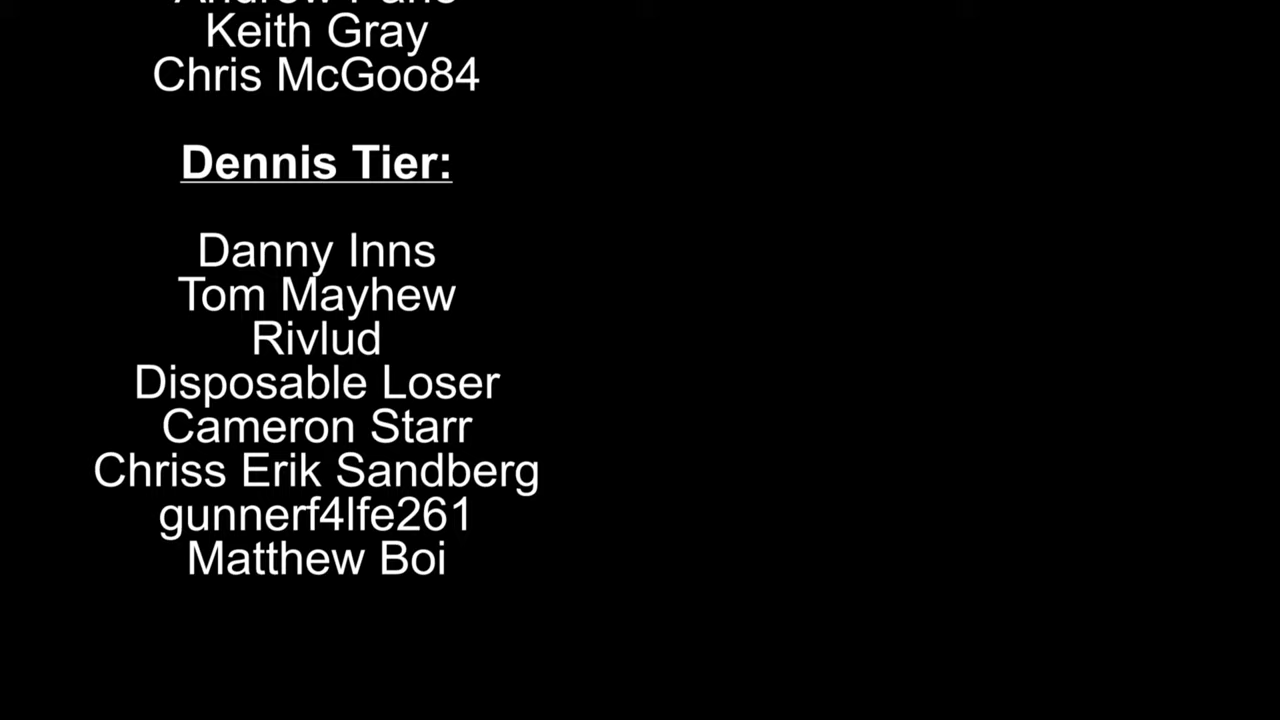 Keith Gray
Chris McGoo84
Dennis Tier:
Danny Inns
Tom Mayhew
Rivlud
Disposable Loser
Cameron Starr
Chriss Erik Sandberg
gunnerf4lfe261
Matthew Boi